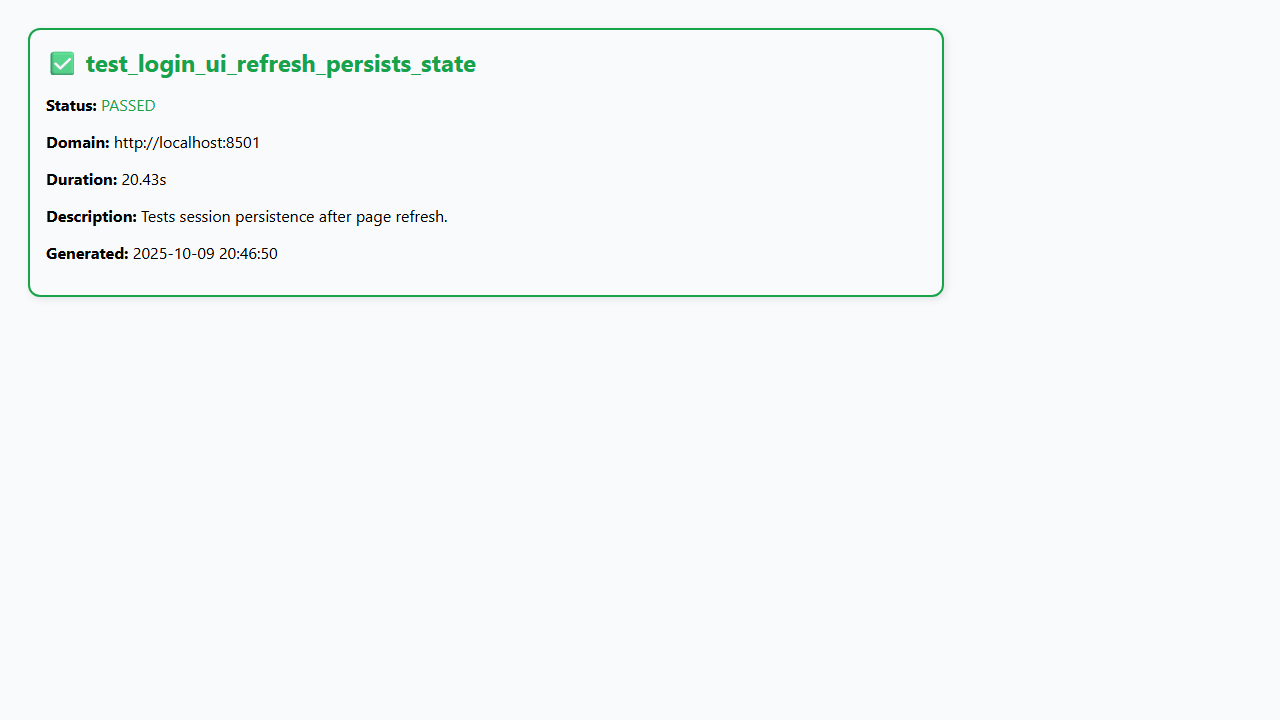 ✅ test_login_ui_refresh_persists_state
Status: PASSED
Domain: http://localhost:8501
Duration: 20.43s
Description: Tests session persistence after page refresh.
Generated: 2025-10-09 20:46:50